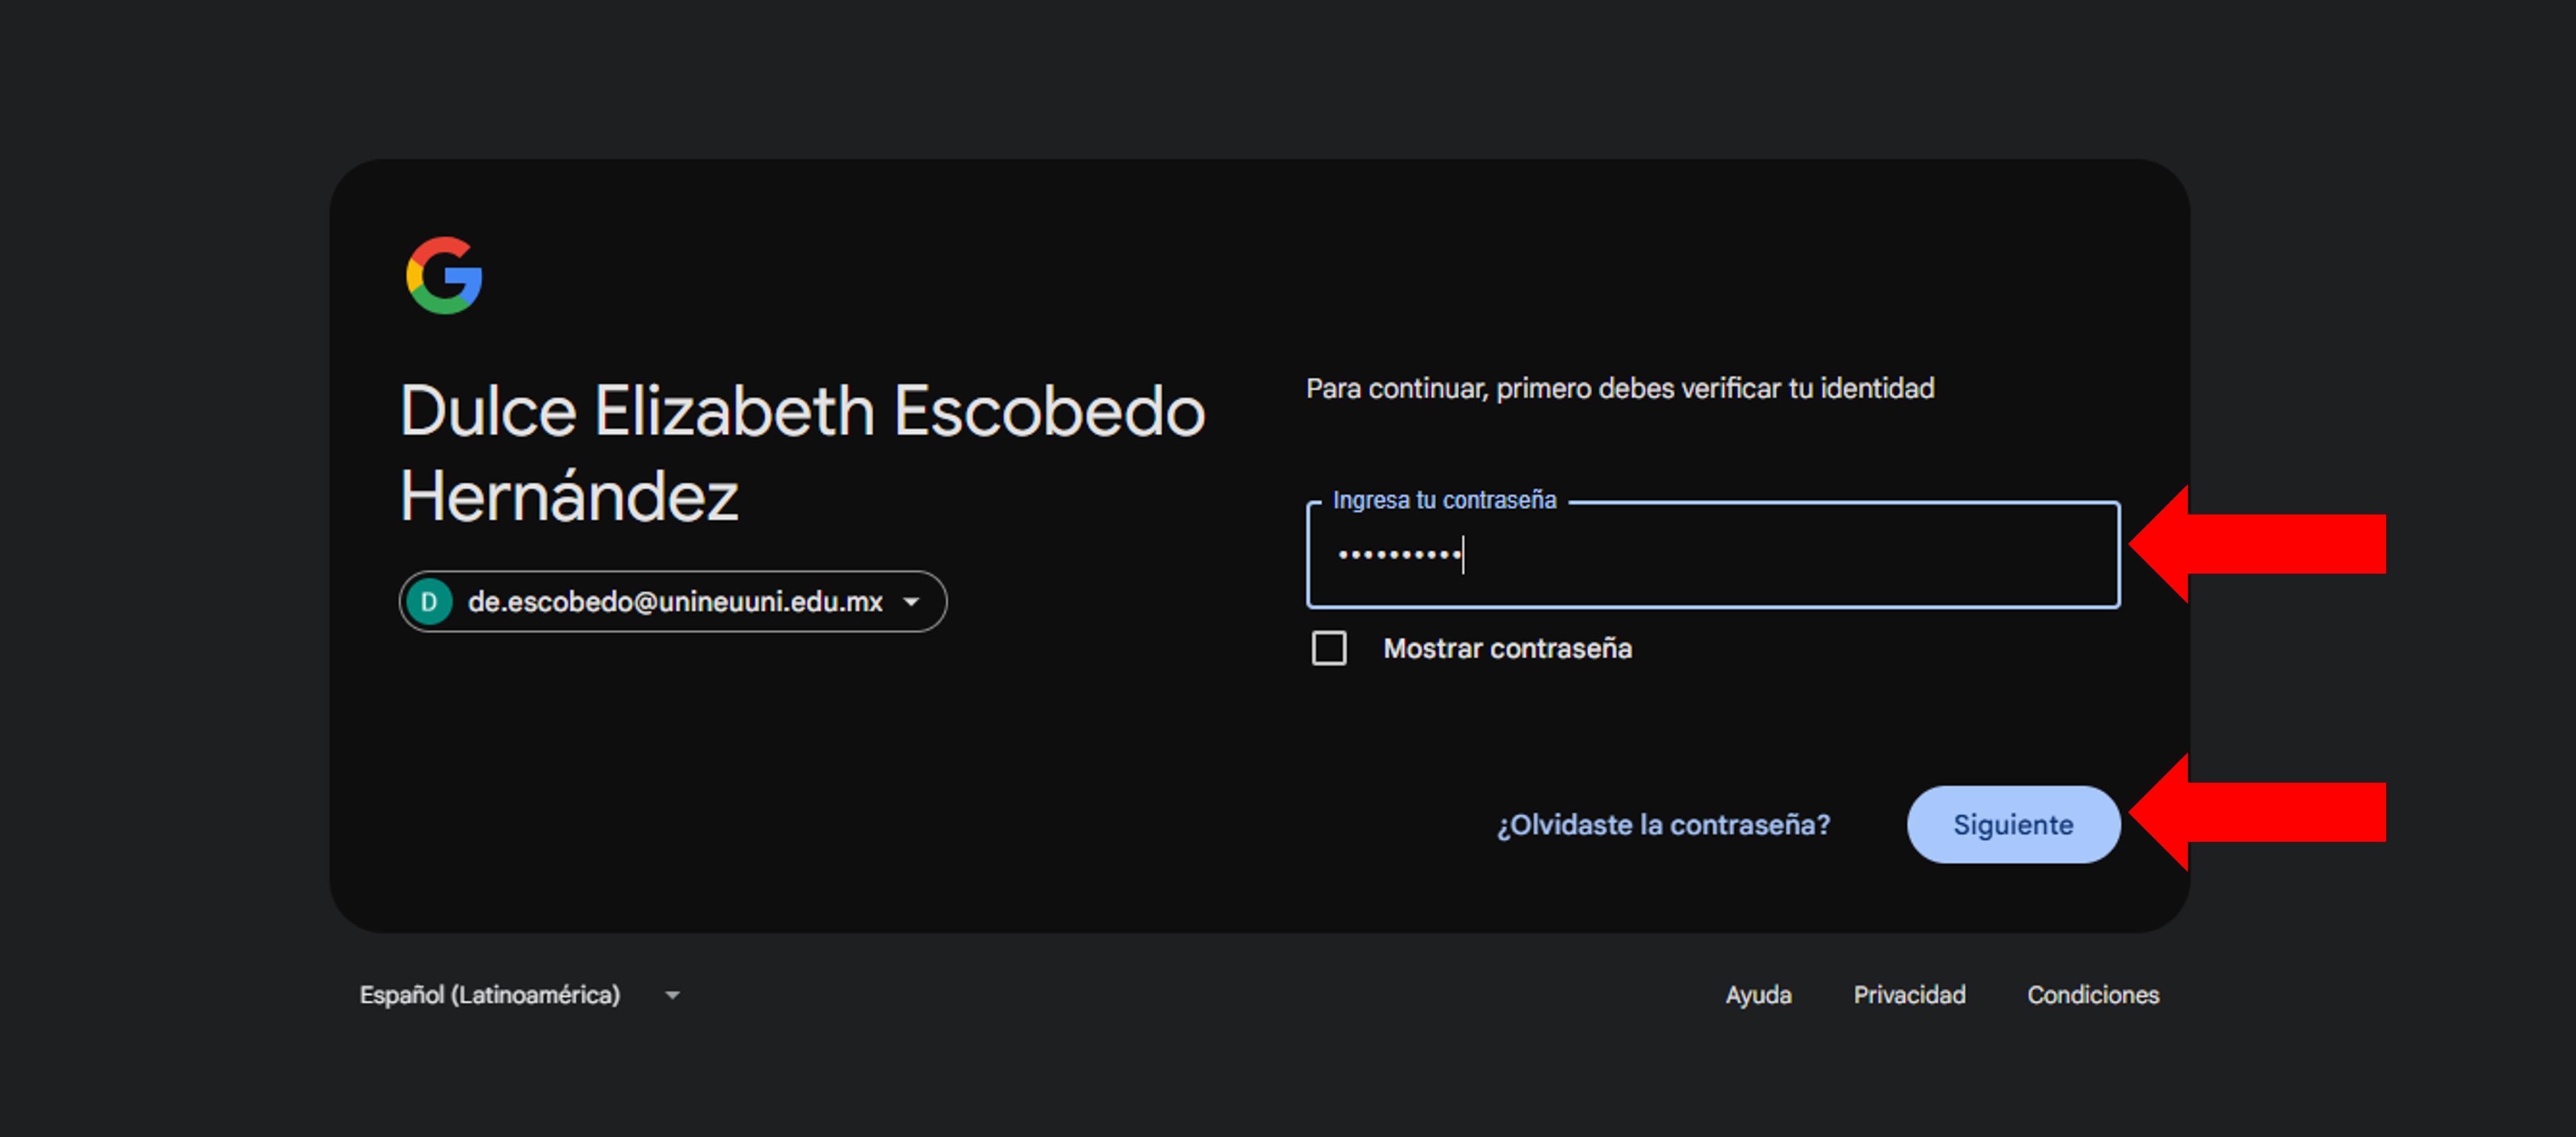 Dulce Elizabeth Escobedo
Hernández
D de.escobedo@unineuuni.edu.mx
Para continuar, primero debes verificar tu identidad
Ingresa tu contraseña
••••••••••
Mostrar contraseña
¿Olvidaste la contraseña?
Siguiente
Español (Latinoamérica)
Ayuda
Privacidad
Condiciones